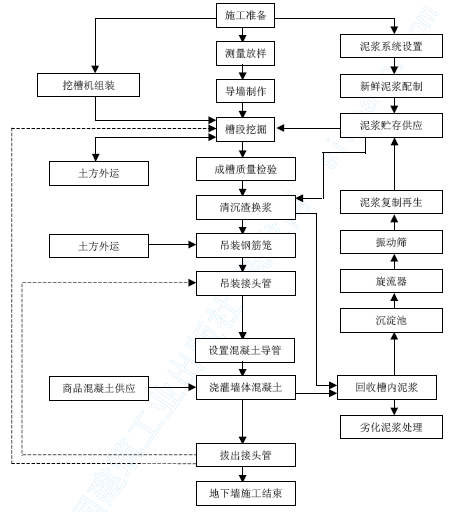 施工准备
测量放样
泥浆系统设置
挖槽机组装
导墙制作
新鲜泥浆配制
槽段挖掘
泥浆贮存供应
土方外运
成槽质量检验
清沉渣换浆
泥浆复制再生
土方外运
吊装钢筋笼
振动筛
吊装接头管
旋流器
沉淀池
设置混凝土导管
商品混凝土供应
浇灌墙体混凝土
回收槽内泥浆
劣化泥浆处理
拔出接头管
地下墙施工结束